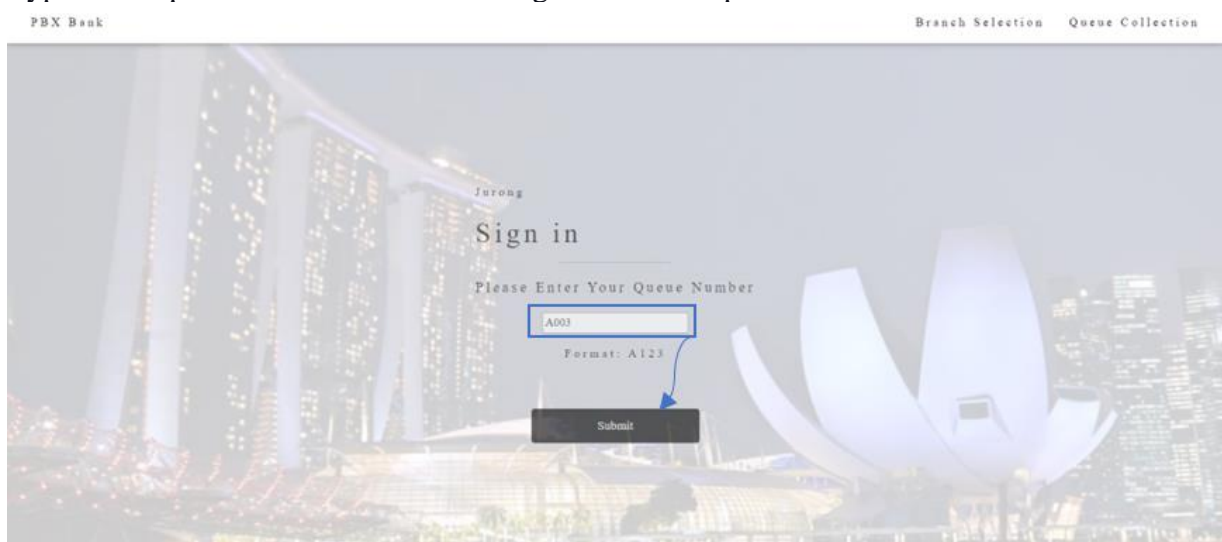 PBX Bank
Branch Selection Queue Collection
Jurong
Sign in
Please Enter Your Queue Number
A003
Format: A123
Submit